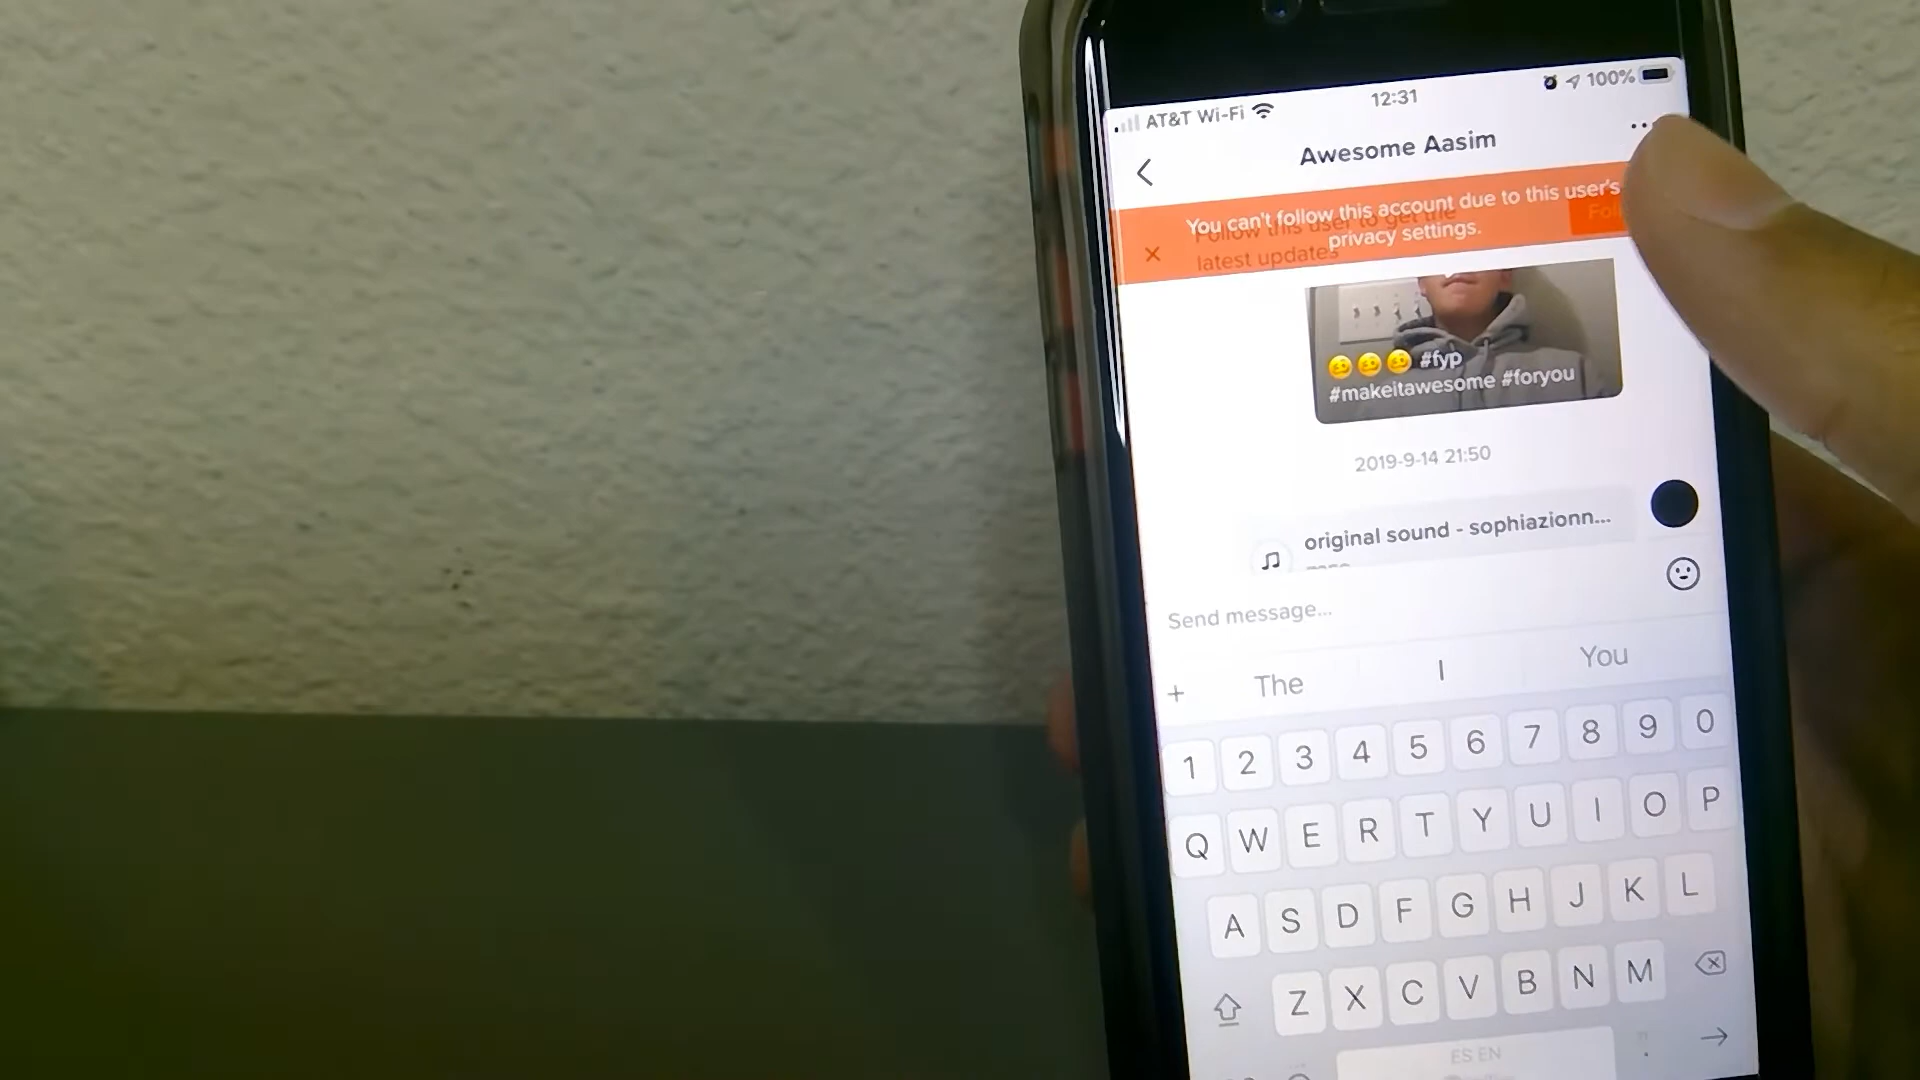 AT&T Wi-Fi 12:31 100%
Awesome Aasim
You can't follow this account due to this user's
privacy settings.
Follow this user to get the
latest updates
#fyp
#makeitawesome #foryou
2019-9-14 21:50
original sound - sophiazionn...
Send message...
+ The I You
1 2 3 4 5 6 7 8 9 0
Q W E R T Y U I O P
A S D F G H J K L
Z X C V B N M
ES EN